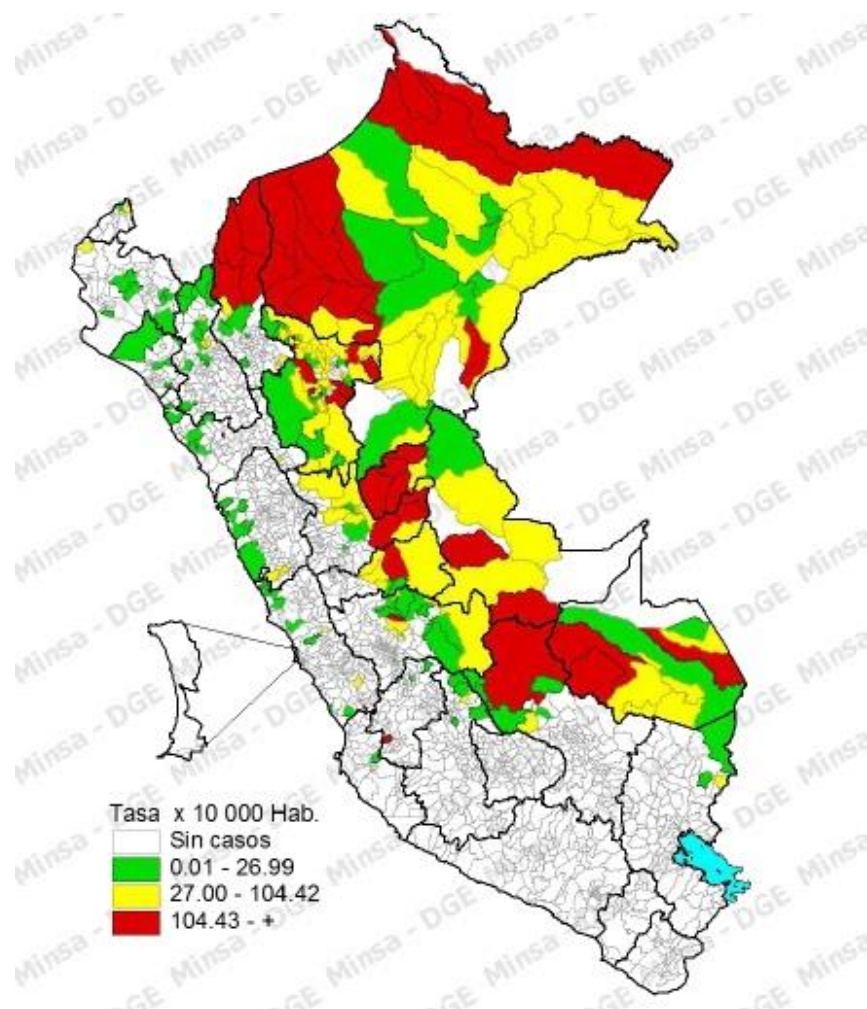 Minsa - DGE
Tasa x 10 000 Hab.
Sin casos
0.01 - 26.99
27.00 - 104.42
104.43 - +